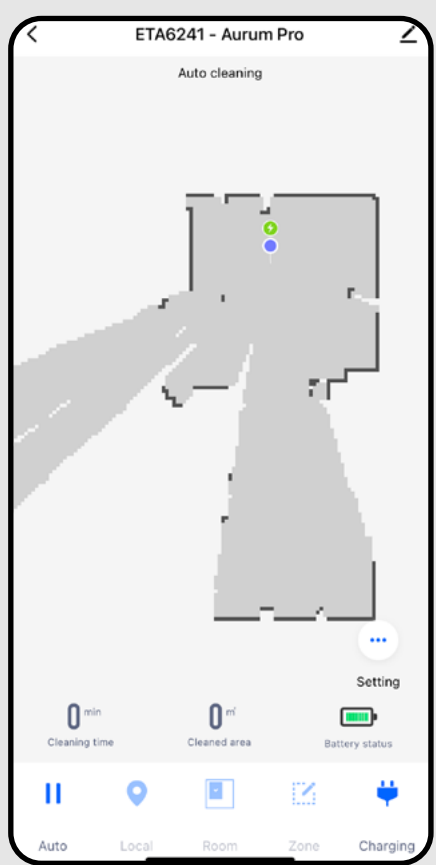 ETA6241 - Aurum Pro
Auto cleaning
Setting
0 min
0 ㎡
Cleaning time
Cleaned area
Battery status
Auto
Local
Room
Zone
Charging